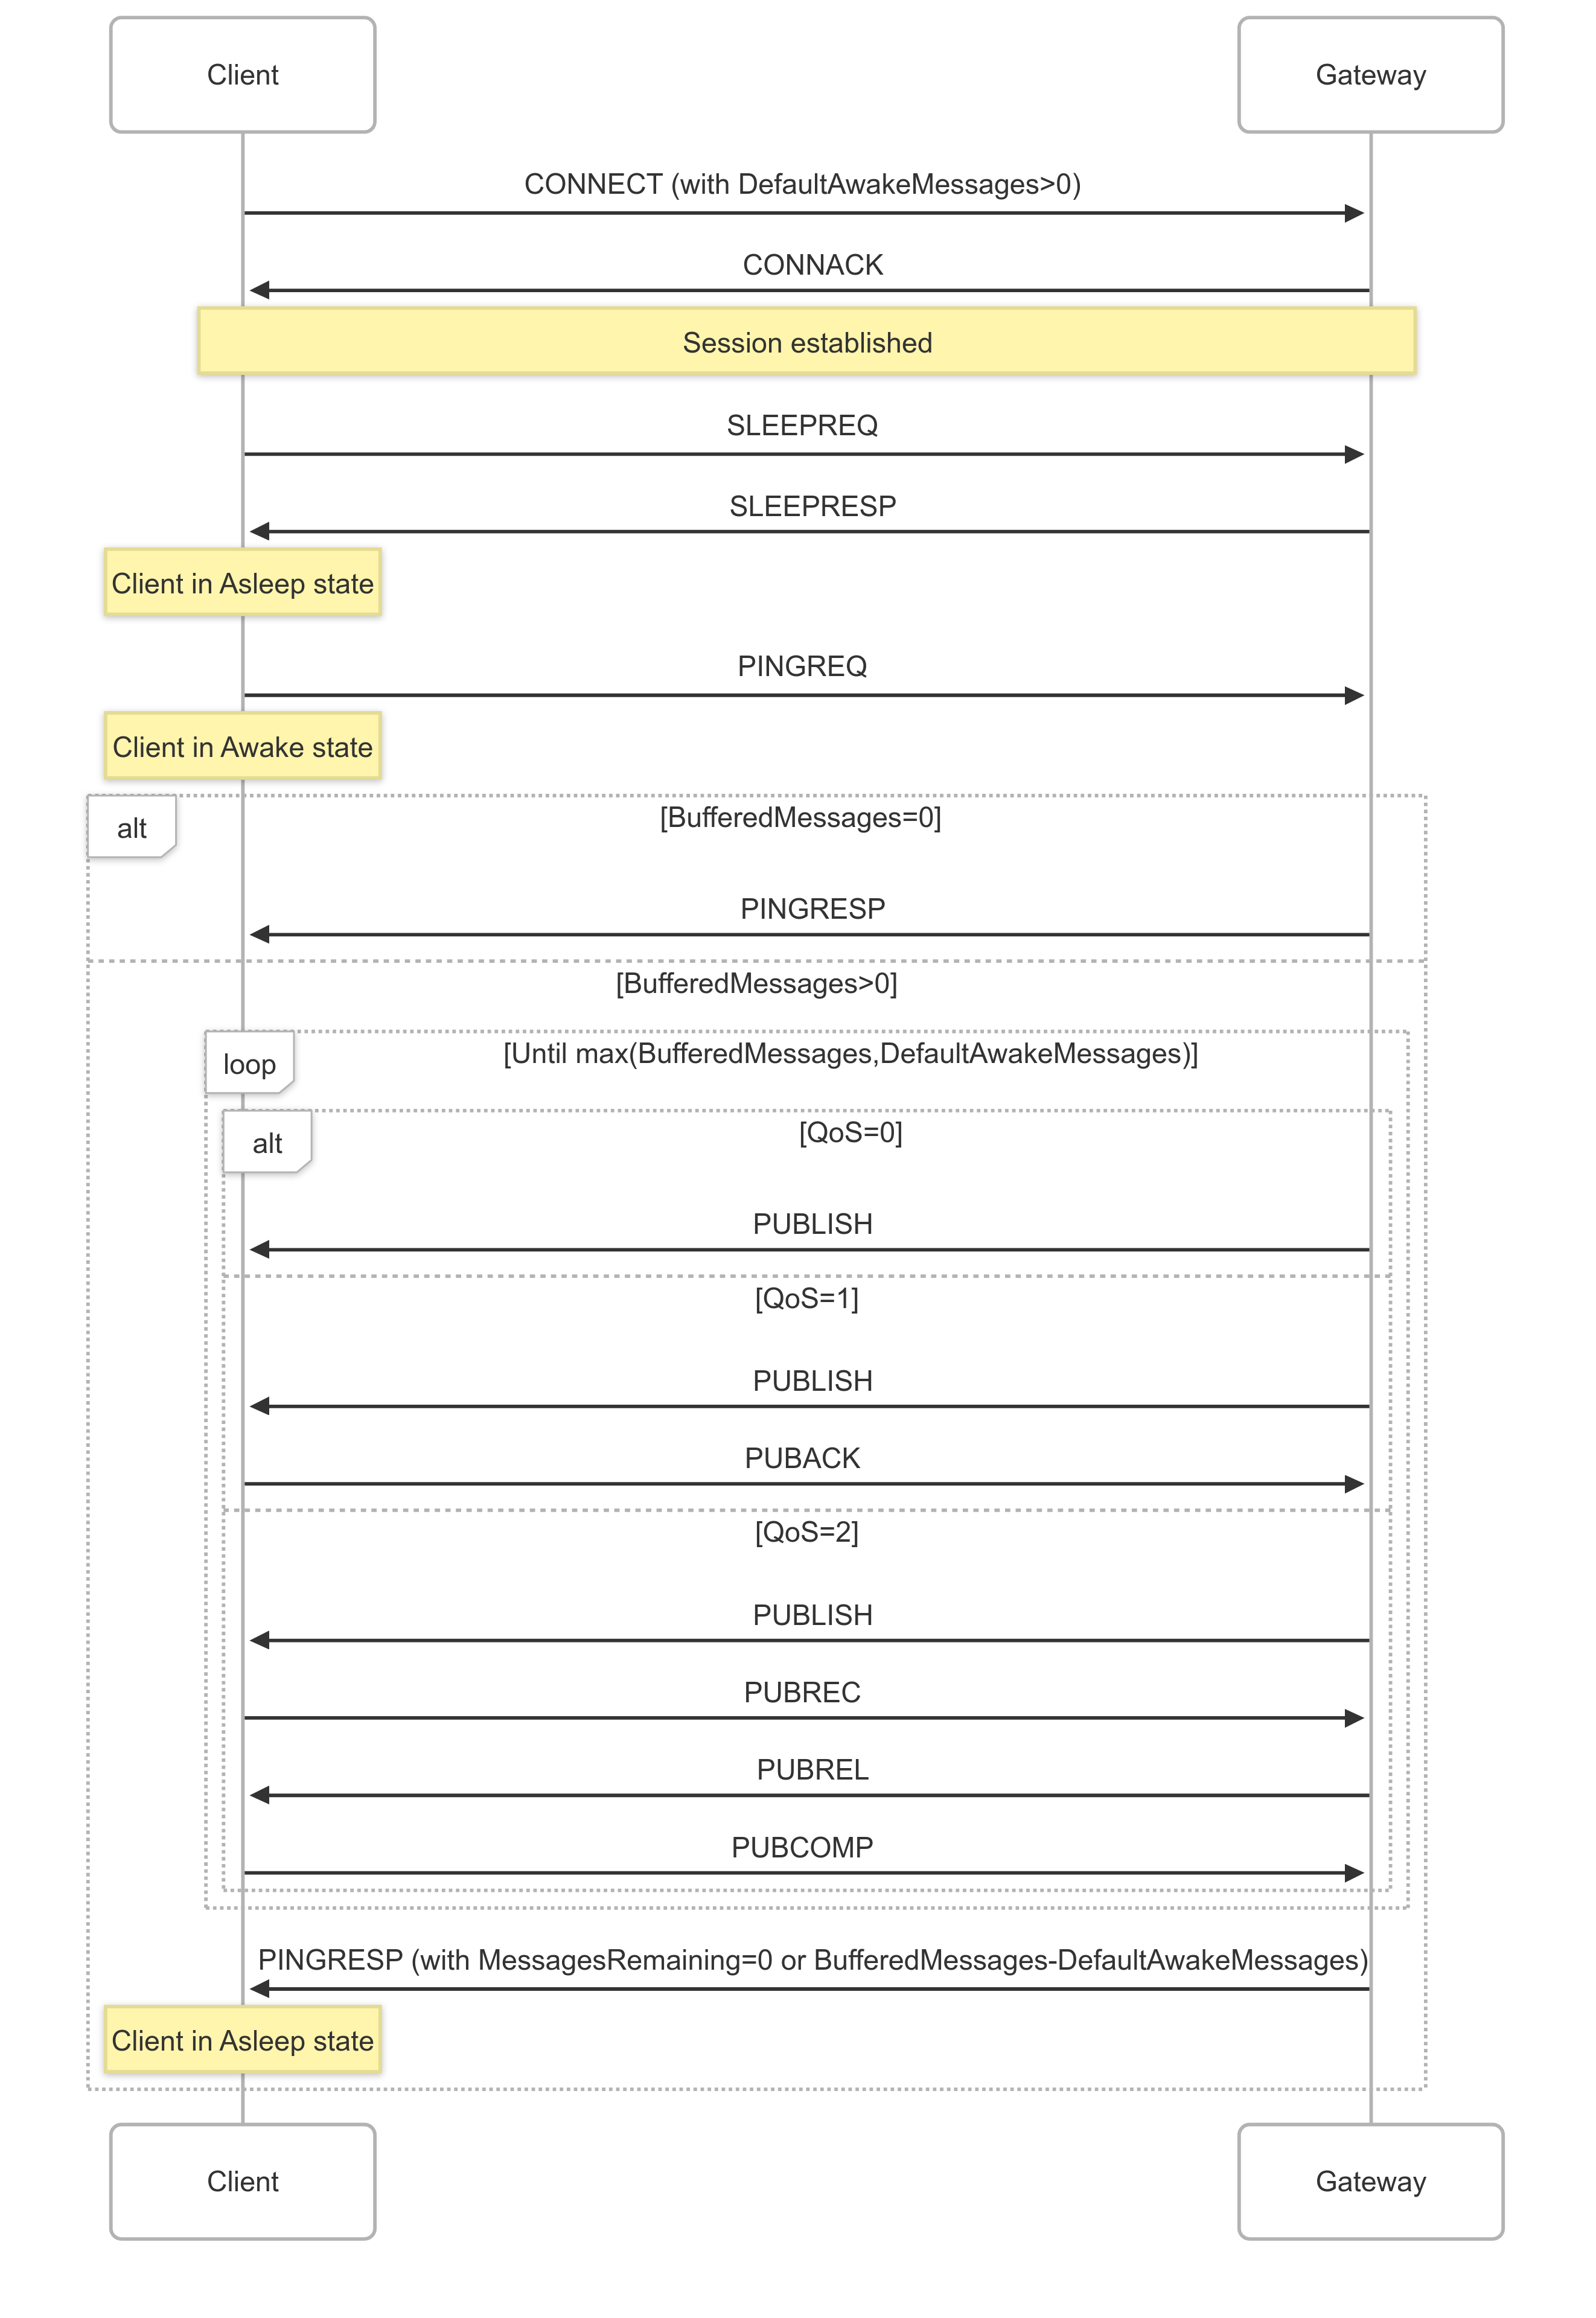 Client
Gateway
CONNECT (with DefaultAwakeMessages>0)
CONNACK
Session established
SLEEPREQ
SLEEPRESP
Client in Asleep state
PINGREQ
Client in Awake state
alt
[BufferedMessages=0]
PINGRESP
[BufferedMessages>0]
loop
[Until max(BufferedMessages,DefaultAwakeMessages)]
alt
[QoS=0]
PUBLISH
[QoS=1]
PUBLISH
PUBACK
[QoS=2]
PUBLISH
PUBREC
PUBREL
PUBCOMP
PINGRESP (with MessagesRemaining=0 or BufferedMessages-DefaultAwakeMessages)
Client in Asleep state
Client
Gateway